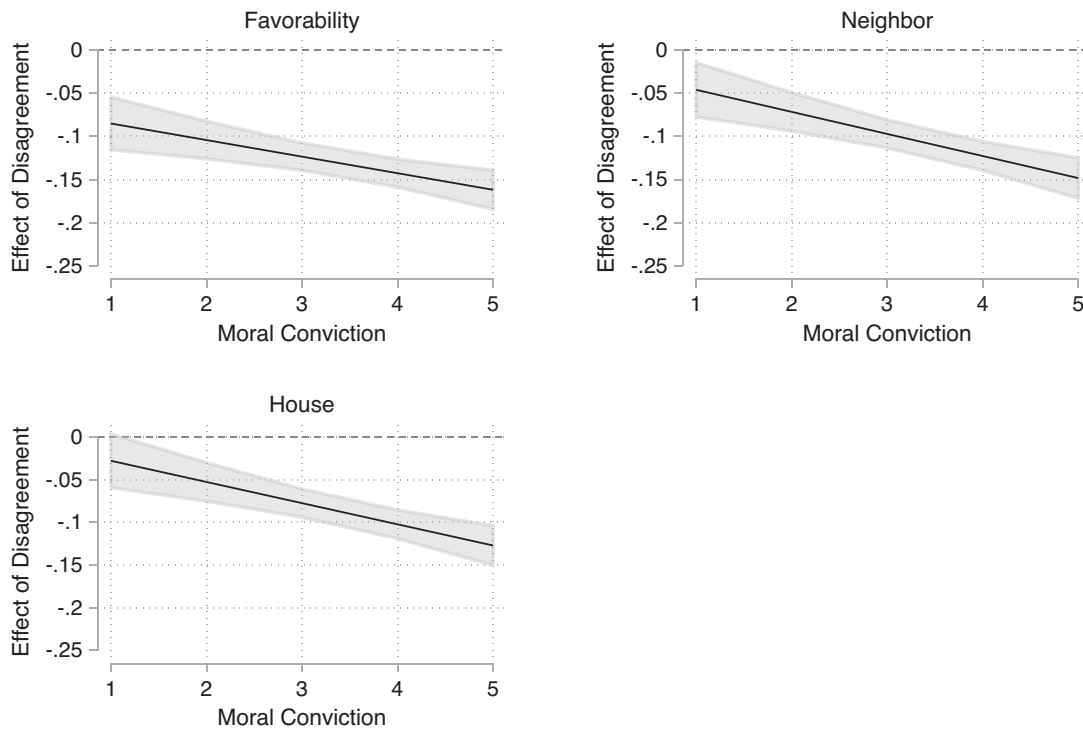 Favorability
0
-.05
-.1
-.15
-.2
-.25
Effect of Disagreement
1 2 3 4 5
Moral Conviction
Neighbor
0
-.05
-.1
-.15
-.2
-.25
Effect of Disagreement
1 2 3 4 5
Moral Conviction
House
0
-.05
-.1
-.15
-.2
-.25
Effect of Disagreement
1 2 3 4 5
Moral Conviction